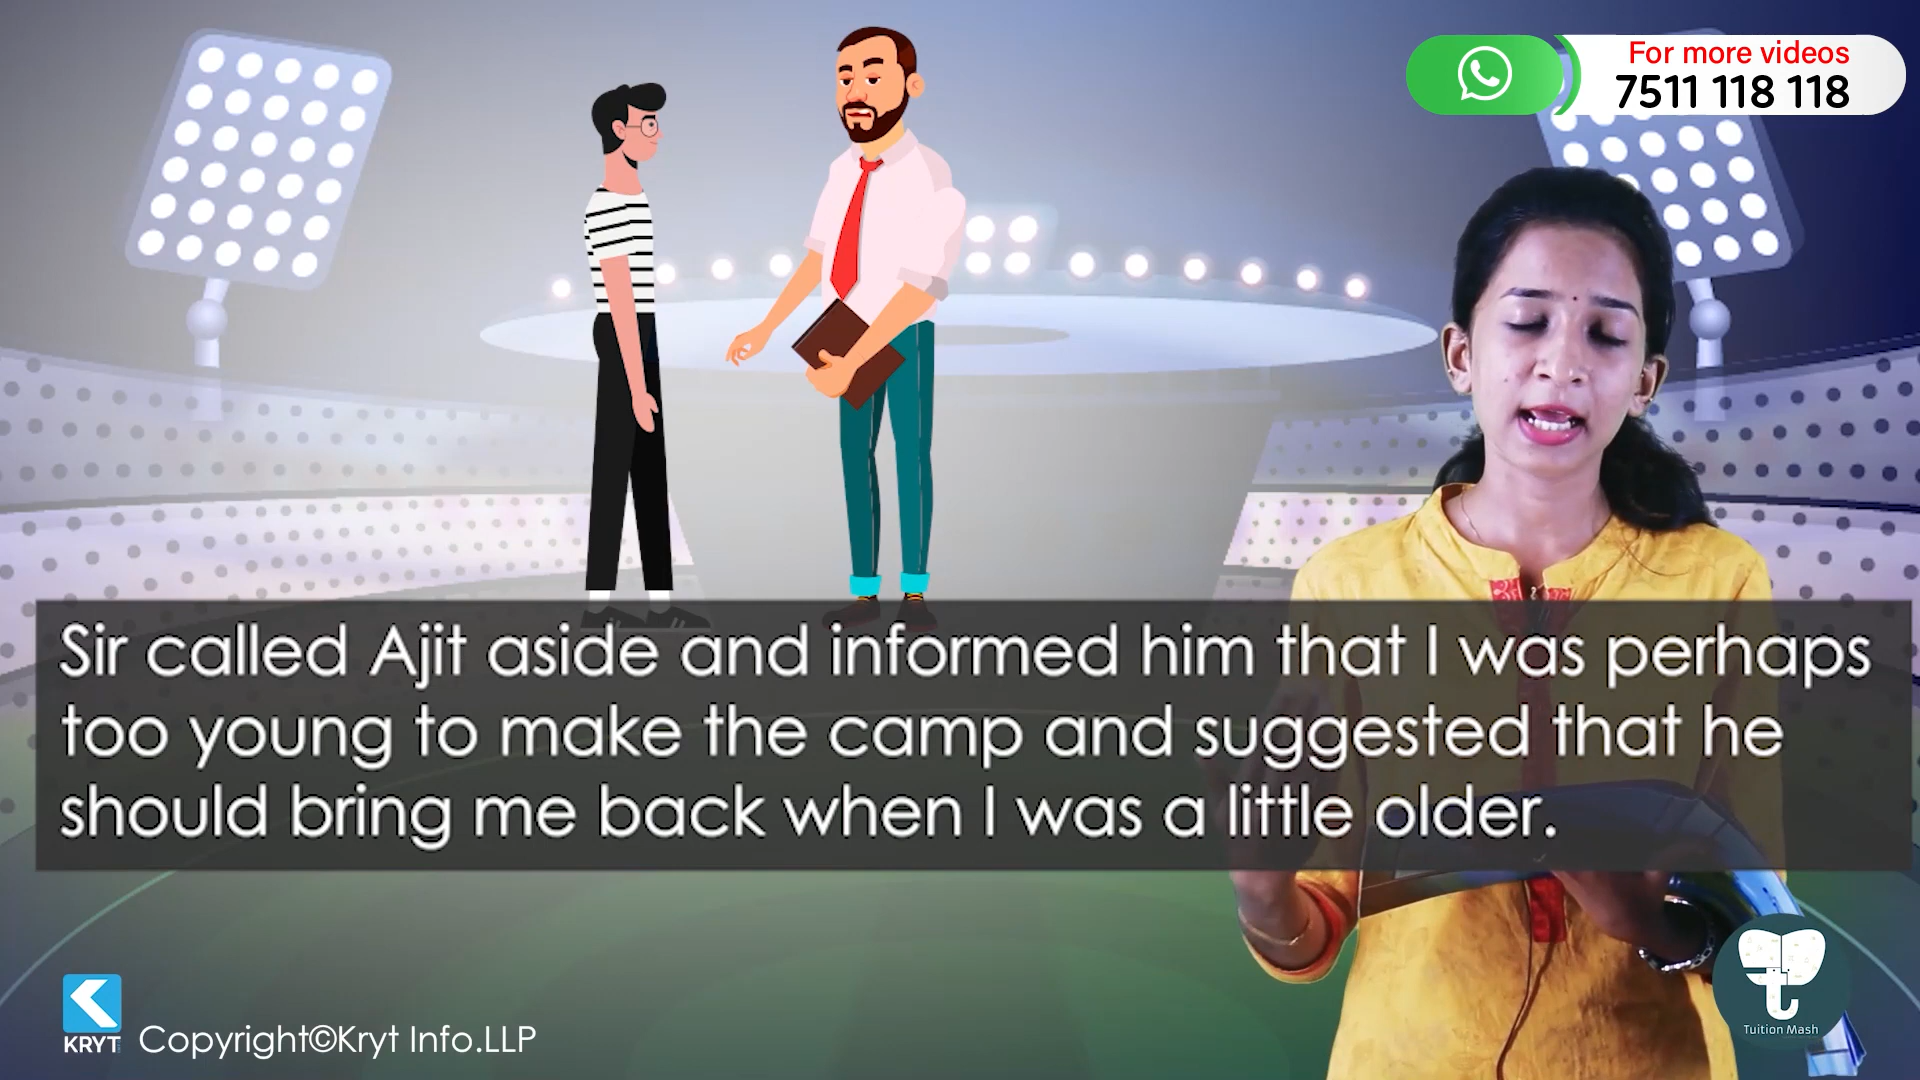 For more videos
7511 118 118
Sir called Ajit aside and informed him that I was perhaps
too young to make the camp and suggested that he
should bring me back when I was a little older.
KRYT
Copyright©Kryt Info.LLP
Tuition Mash